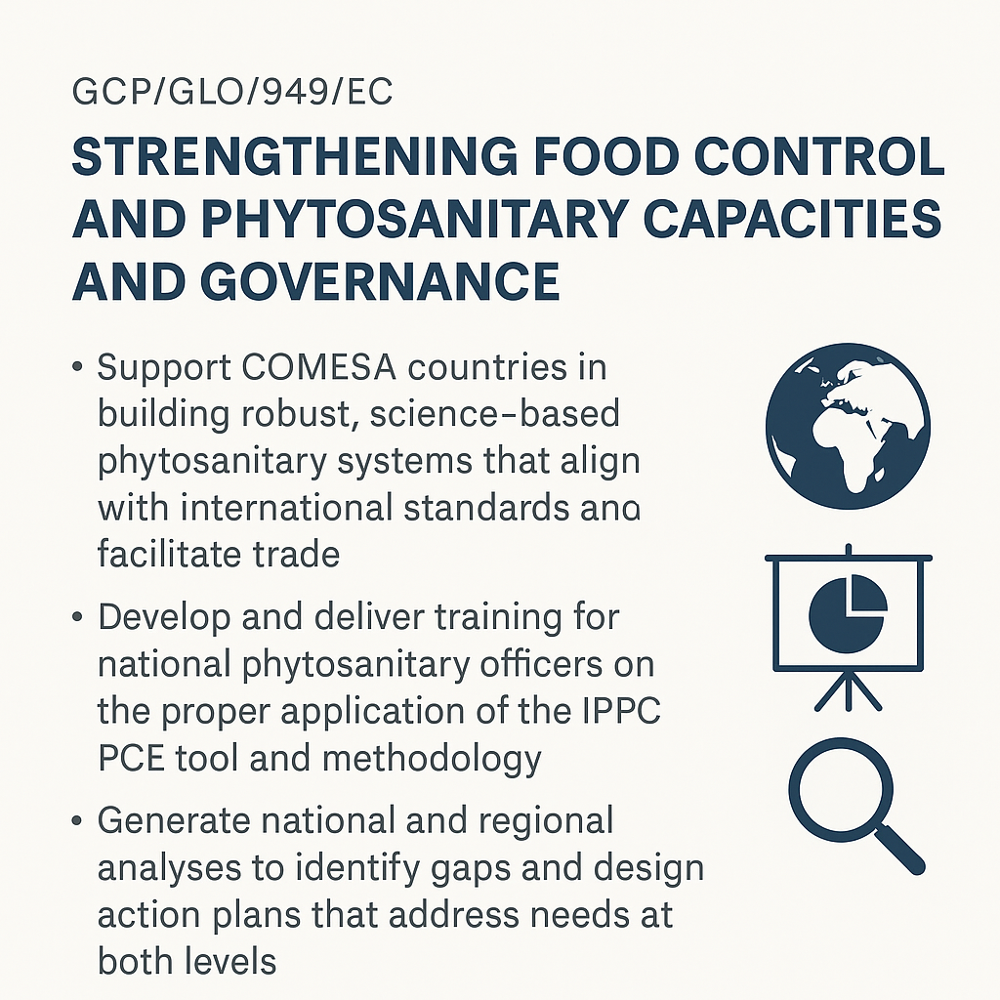 GCP/GLO/949/EC
STRENGTHENING FOOD CONTROL
AND PHYTOSANITARY CAPACITIES
AND GOVERNANCE
• Support COMESA countries in
building robust, science-based
phytosanitary systems that align
with international standards and
facilitate trade
• Develop and deliver training for
national phytosanitary officers on
the proper application of the IPPC
PCE tool and methodology
• Generate national and regional
analyses to identify gaps and design
action plans that address needs at
both levels